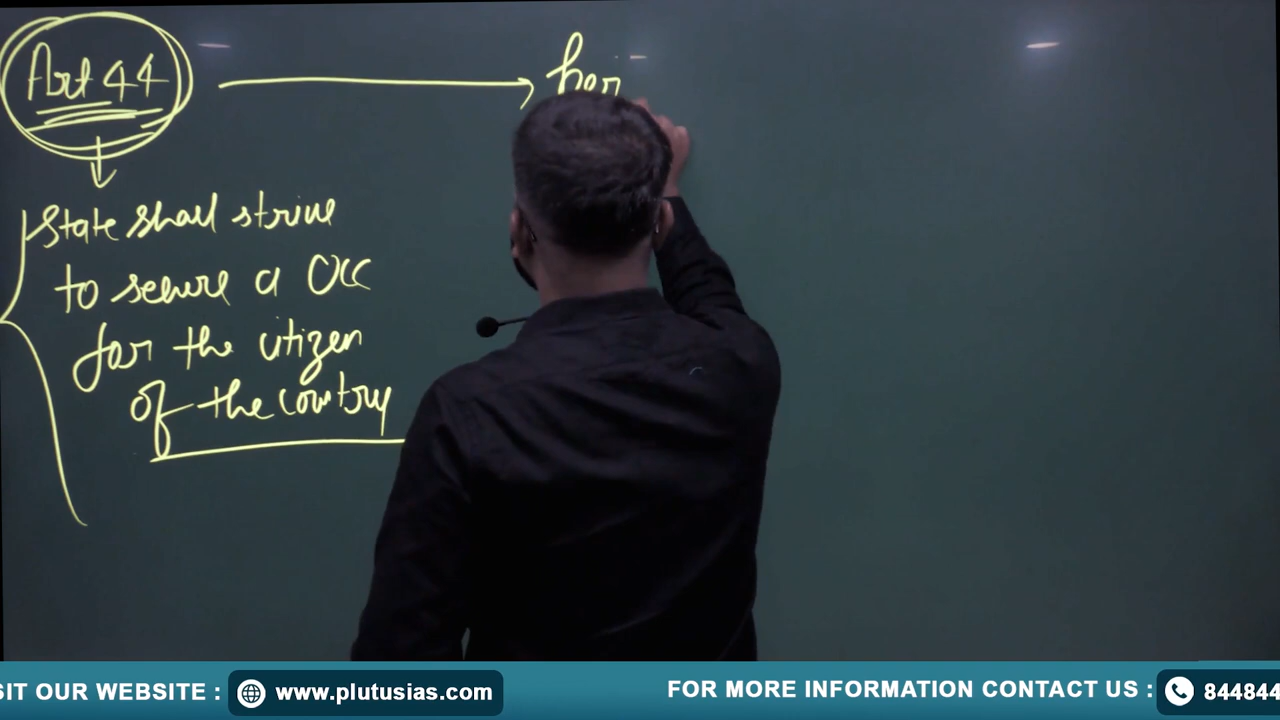 Art 44
State shall strive
to secure a UCC
for the citizen
of the country
SIT OUR WEBSITE : www.plutusias.com
FOR MORE INFORMATION CONTACT US : 844844